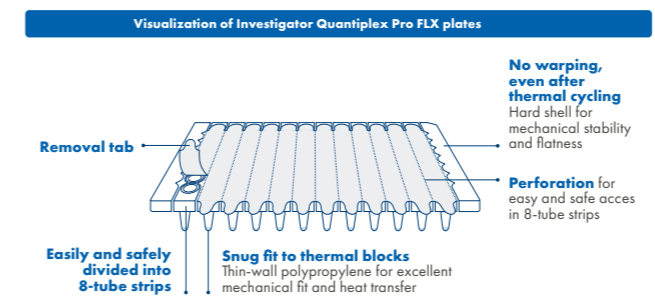 Visualization of Investigator Quantiplex Pro FLX plates
No warping,
even after
thermal cycling
Hard shell for
mechanical stability
and flatness
Removal tab
Perforation for
easy and safe acces
in 8-tube strips
Easily and safely
divided into
8-tube strips
Snug fit to thermal blocks
Thin-wall polypropylene for excellent
mechanical fit and heat transfer